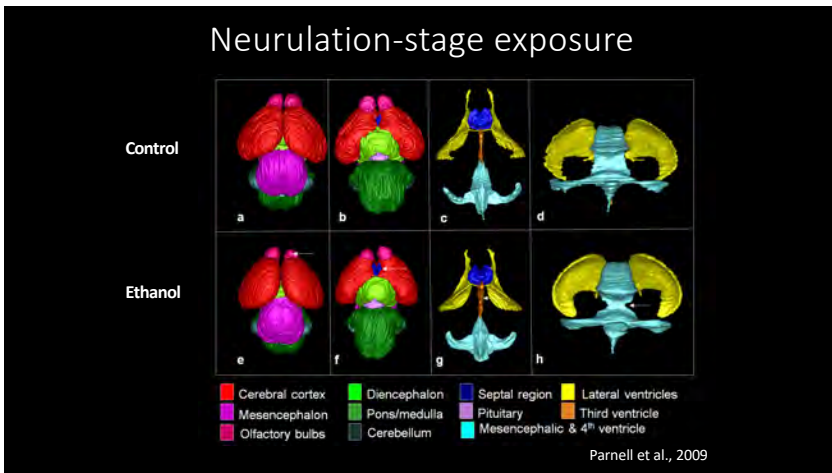 Neurulation-stage exposure
Control
a b c d
Ethanol
e f g h
Cerebral cortex Diencephalon Septal region Lateral ventricles
Mesencephalon Pons/medulla Pituitary Third ventricle
Olfactory bulbs Cerebellum Mesencephalic & 4th ventricle
Parnell et al., 2009